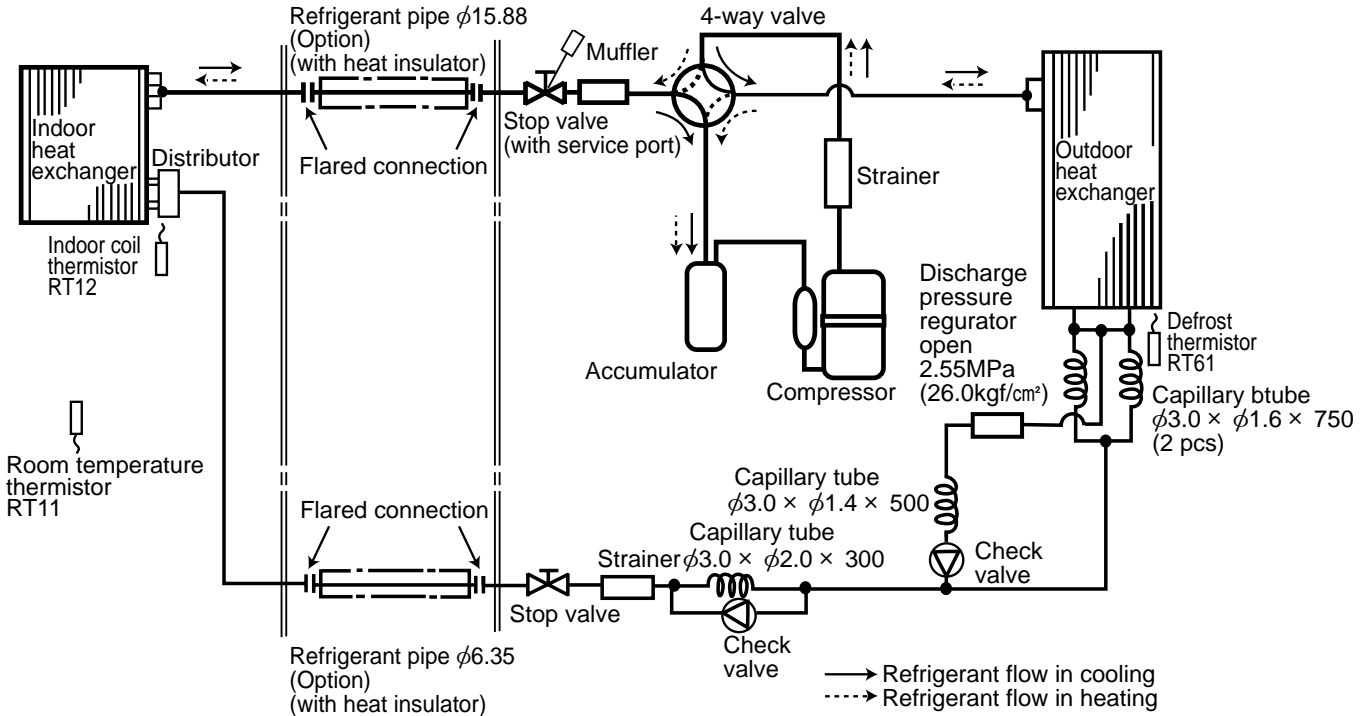 Refrigerant pipe ϕ15.88
(Option)
(with heat insulator)
4-way valve
Muffler
Stop valve
(with service port)
Flared connection
Indoor
heat
exchanger
Distributor
Indoor coil
thermistor
RT12
Strainer
Outdoor
heat
exchanger
Accumulator
Compressor
Discharge
pressure
regurator
open
2.55MPa
(26.0kgf/cm²)
Defrost
thermistor
RT61
Capillary btube
ϕ3.0 × ϕ1.6 × 750
(2 pcs)
Room temperature
thermistor
RT11
Capillary tube
ϕ3.0 × ϕ1.4 × 500
Flared connection
Capillary tube
Strainer ϕ3.0 × ϕ2.0 × 300
Check
valve
Stop valve
Check
valve
Refrigerant pipe ϕ6.35
(Option)
(with heat insulator)
Refrigerant flow in cooling
Refrigerant flow in heating